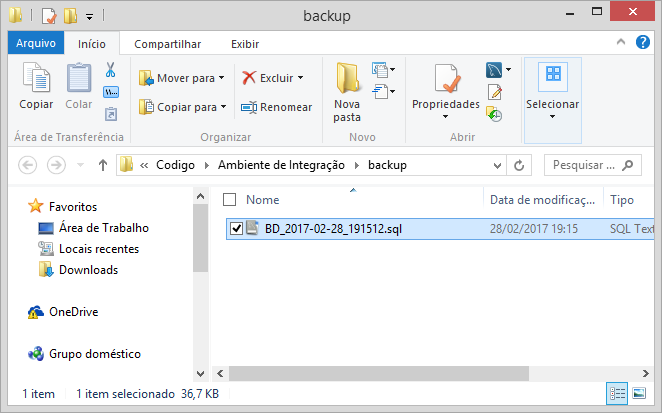 backup
Arquivo Início Compartilhar Exibir
Copiar Colar Mover para Copiar para Excluir Renomear Nova pasta Propriedades Selecionar
Área de Transferência Organizar Novo Abrir
« Codigo Ambiente de Integração backup Pesquisar ...
Favoritos
Área de Trabalho
Locais recentes
Downloads
OneDrive
Grupo doméstico
Nome Data de modificaç... Tipo
BD_2017-02-28_191512.sql 28/02/2017 19:15 SQL Text
1 item 1 item selecionado 36,7 KB